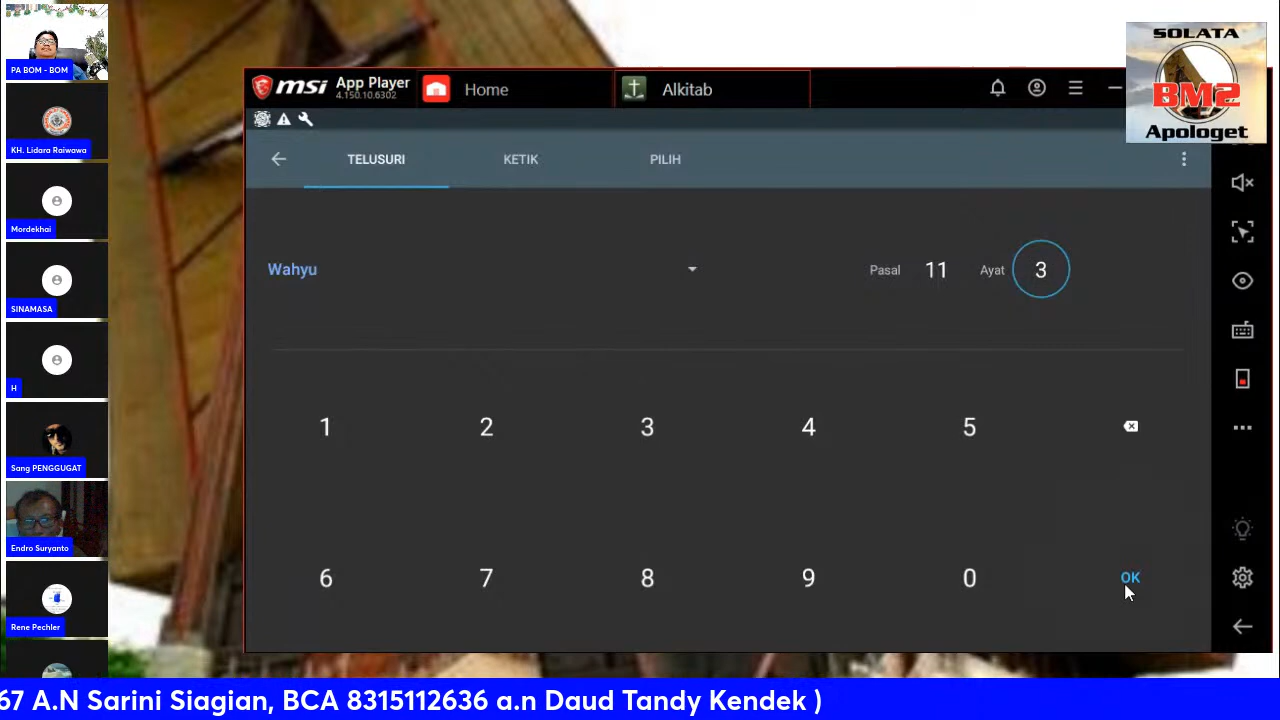 PA BOM - BOM
KH. Lidara Raiwawa
Mordekhai
SINAMASA
H
Sang PENGGUGAT
Endro Suryanto
Rene Pechler
msi App Player
4.150.10.6302
Home
Alkitab
SOLATA
BM2
Apologet
TELUSURI
KETIK
PILIH
Wahyu
Pasal 11 Ayat 3
1 2 3 4 5
6 7 8 9 0 OK
67 A.N Sarini Siagian, BCA 8315112636 a.n Daud Tandy Kendek )